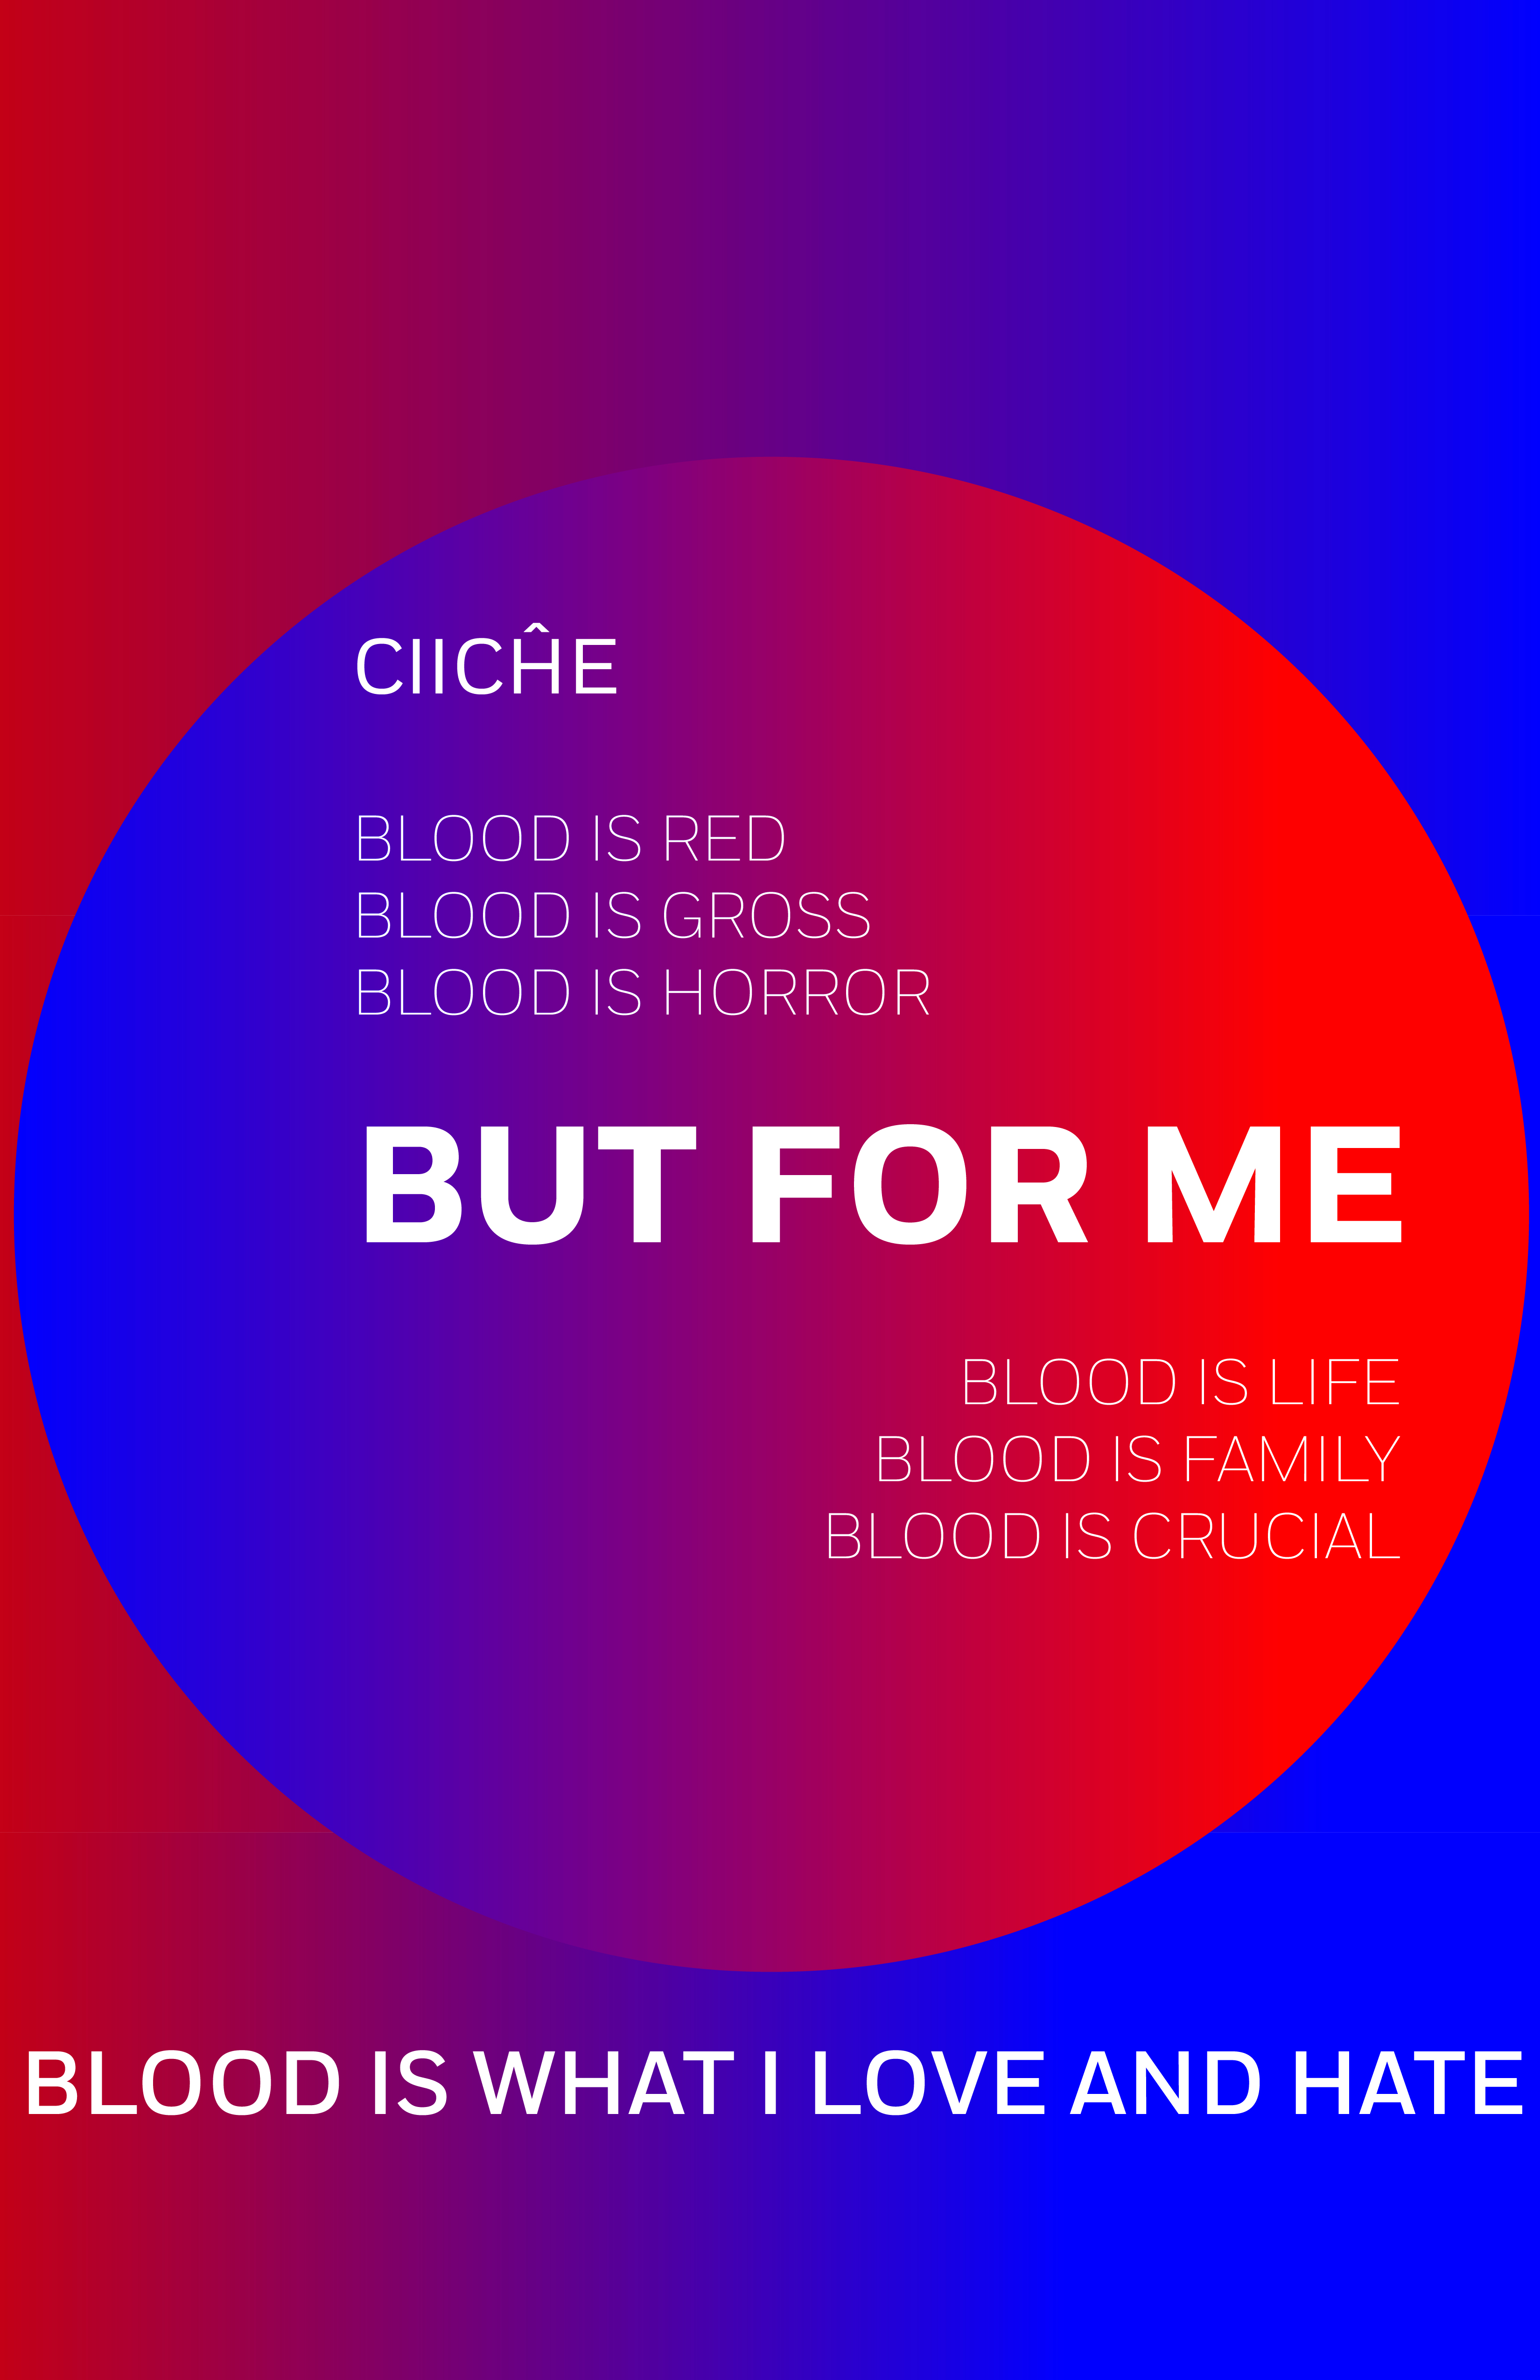 CIICĤE
BLOOD IS RED
BLOOD IS GROSS
BLOOD IS HORROR
BUT FOR ME
BLOOD IS LIFE
BLOOD IS FAMILY
BLOOD IS CRUCIAL
BLOOD IS WHAT I LOVE AND HATE